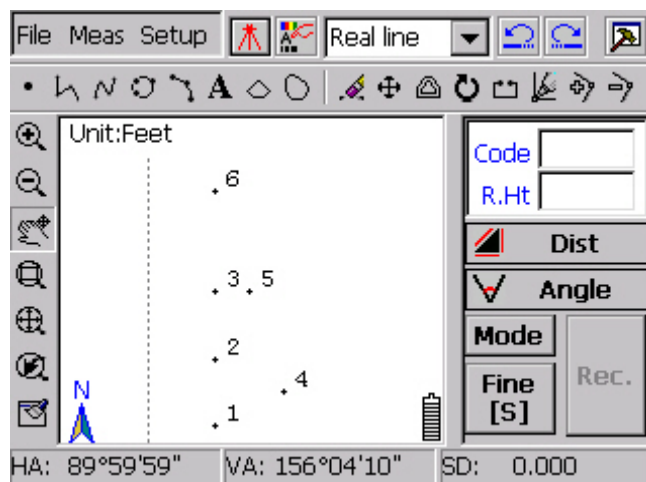 File Meas Setup Real line
A
Unit:Feet
Code
R.Ht
6
Dist
3 5
Angle
2
Mode
4
Rec.
N
Fine
[S]
1
HA: 89°59'59" VA: 156°04'10" SD: 0.000